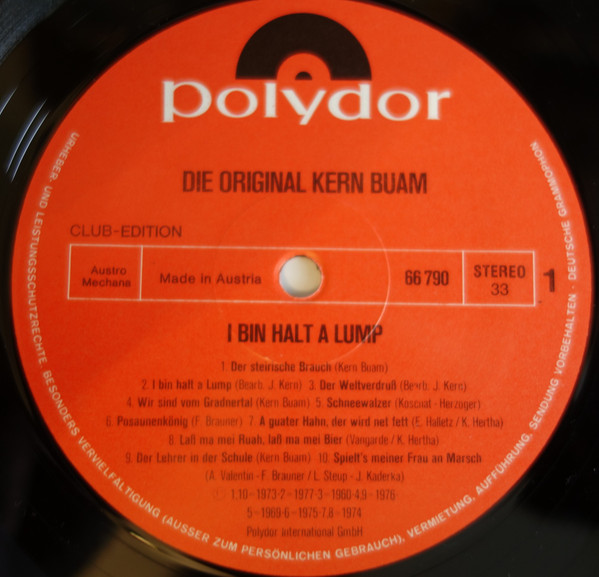 polydor
DIE ORIGINAL KERN BUAM
CLUB-EDITION
Austro
Mechana
Made in Austria
66 790
STEREO
33
1
I BIN HALT A LUMP
1. Der steirische Brauch (Kern Buam)
2. I bin halt a Lump (Bearb. J. Kern) 3. Der Weltverdruß (Bearb. J. Kern)
4. Wir sind vom Gradnertal (Kern Buam) 5. Schneewalzer (Koschat - Herzoger)
6. Posaunenkönig (F. Brauner) 7. A guater Hahn, der wird nel fett (E. Halletz / K. Hertha)
8. Laß ma mei Ruah, laß ma mei Bier (Vangarde / K. Hertha)
9. Der Lehrer in der Schule (Kern Buam) 10. Spielt's meiner Frau an Marsch
(A. Valentin - F. Brauner / L. Steup - J. Kaderka)
Ⓟ 1,10-1973·2-1977·3-1960·4,9-1976·
5-1969·6-1975·7,8-1974
Polydor international GmbH
URHEBER- UND LEISTUNGSSCHUTZRECHTE BESONDERS VERVIELFÄLTIGUNG (AUSSER ZUM PERSÖNLICHEN GEBRAUCH), VERMIETUNG, AUFFÜHRUNG, SENDUNG VORBEHALTEN · DEUTSCHE GRAMMOPHON